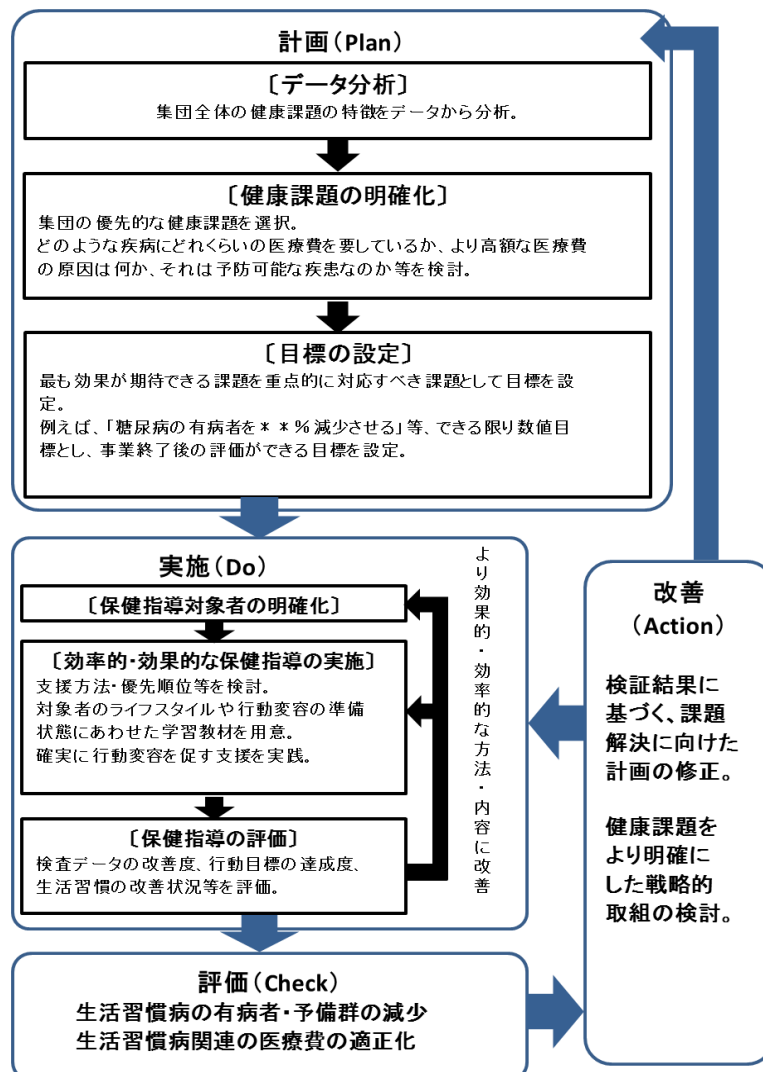 計画(Plan)
〔データ分析〕
集団全体の健康課題の特徴をデータから分析。
〔健康課題の明確化〕
集団の優先的な健康課題を選択。
どのような疾病にどれくらいの医療費を要しているか、より高額な医療費
の原因は何か、それは予防可能な疾患なのか等を検討。
〔目標の設定〕
最も効果が期待できる課題を重点的に対応すべき課題として目標を設
定。
例えば、「糖尿病の有病者を**%減少させる」等、できる限り数値目
標とし、事業終了後の評価ができる目標を設定。
実施(Do)
〔保健指導対象者の明確化〕
〔効率的・効果的な保健指導の実施〕
支援方法・優先順位等を検討。
対象者のライフスタイルや行動変容の準備
状態にあわせた学習教材を用意。
確実に行動変容を促す支援を実践。
〔保健指導の評価〕
検査データの改善度、行動目標の達成度、
生活習慣の改善状況等を評価。
より効果的・効率的な方法・内容に改善
評価(Check)
生活習慣病の有病者・予備群の減少
生活習慣病関連の医療費の適正化
改善
(Action)
検証結果に
基づく、課題
解決に向けた
計画の修正。
健康課題を
より明確に
した戦略的
取組の検討。